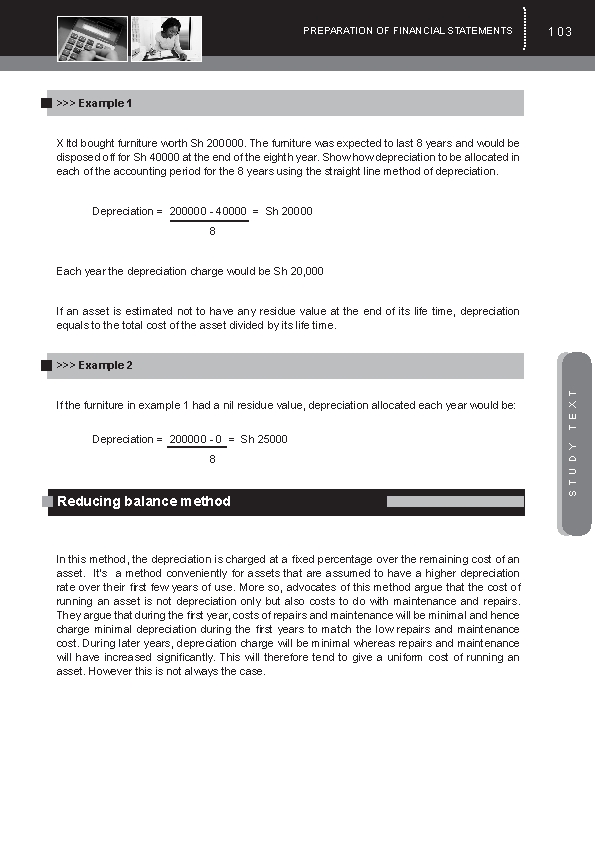 PREPARATION OF FINANCIAL STATEMENTS
103
>>> Example 1
X ltd bought furniture worth Sh 200000. The furniture was expected to last 8 years and would be
disposed off for Sh 40000 at the end of the eighth year. Show how depreciation to be allocated in
each of the accounting period for the 8 years using the straight line method of depreciation.
Depreciation = 200000 - 40000 = Sh 20000
8
Each year the depreciation charge would be Sh 20,000
If an asset is estimated not to have any residue value at the end of its life time, depreciation
equals to the total cost of the asset divided by its life time.
>>> Example 2
If the furniture in example 1 had a nil residue value, depreciation allocated each year would be:
Depreciation = 200000 - 0 = Sh 25000
8
STUDY TEXT
Reducing balance method
In this method, the depreciation is charged at a fixed percentage over the remaining cost of an
asset. It's a method conveniently for assets that are assumed to have a higher depreciation
rate over their first few years of use. More so, advocates of this method argue that the cost of
running an asset is not depreciation only but also costs to do with maintenance and repairs.
They argue that during the first year, costs of repairs and maintenance will be minimal and hence
charge minimal depreciation during the first years to match the low repairs and maintenance
cost. During later years, depreciation charge will be minimal whereas repairs and maintenance
will have increased significantly. This will therefore tend to give a uniform cost of running an
asset. However this is not always the case.